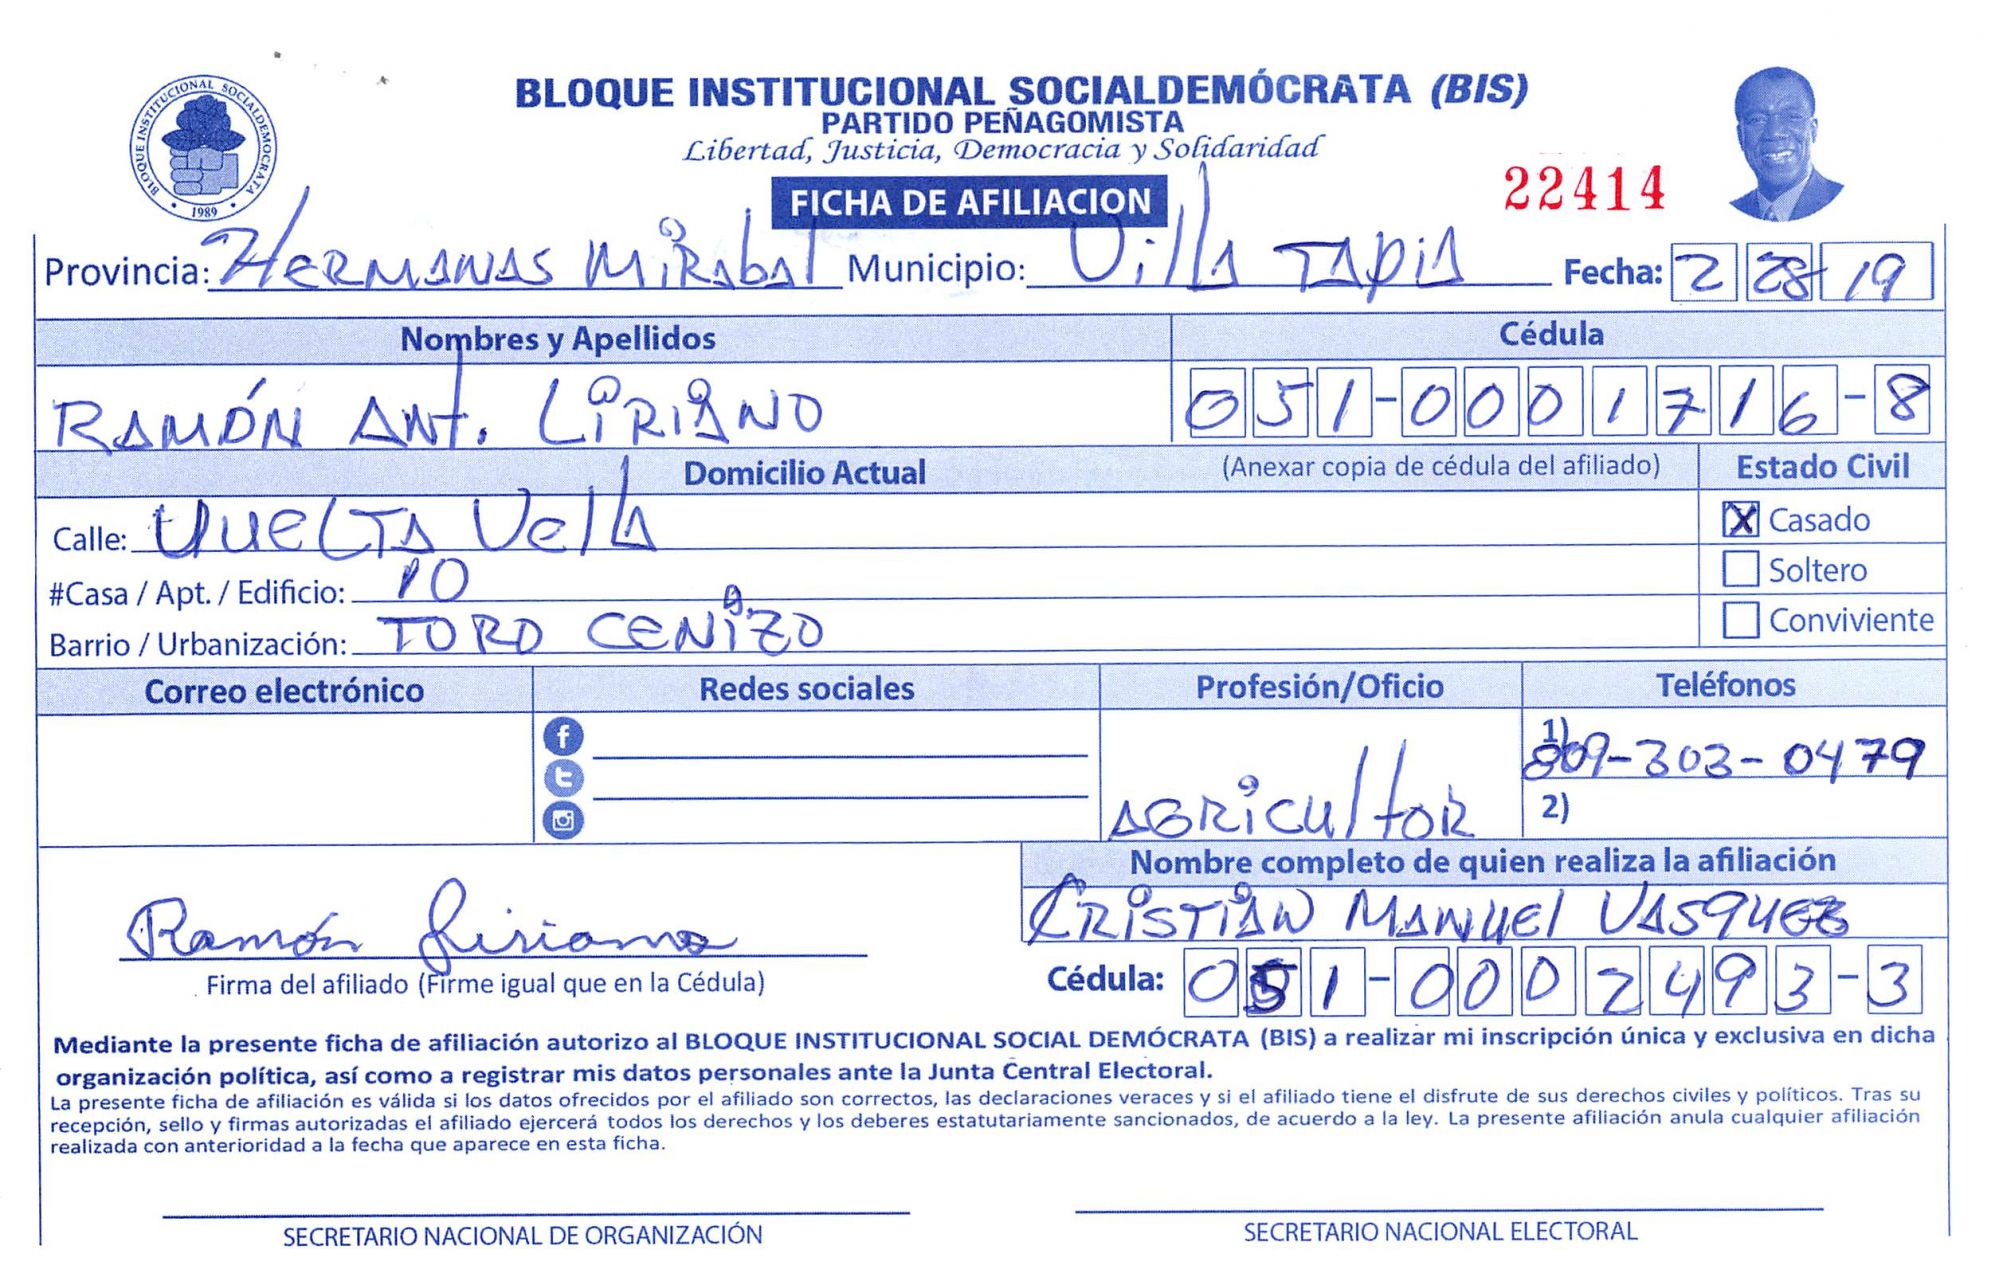 BLOQUE INSTITUCIONAL SOCIALDEMÓCRATA
1989
BLOQUE INSTITUCIONAL SOCIALDEMÓCRATA (BIS)
PARTIDO PEÑAGOMISTA
Libertad, Justicia, Democracia y Solidaridad
FICHA DE AFILIACION
22414
Provincia: HERMANAS MiRAbAl Municipio: Villa TApiA Fecha: 2 28 19
Nombres y Apellidos Cédula
RAMÓN ANt. LiRiANO 051-0001716-8
Domicilio Actual (Anexar copia de cédula del afiliado) Estado Civil
Calle: VUELTA VellA X Casado
#Casa / Apt. / Edificio: 10 Soltero
Barrio / Urbanización: TORO CENiZO Conviviente
Correo electrónico Redes sociales Profesión/Oficio Teléfonos
1) 809-303-0479
AGRiCUltOR 2)
Nombre completo de quien realiza la afiliación
CRiSTiAN MANUEl VASqUEZ
Ramón Liriano
Firma del afiliado (Firme igual que en la Cédula) Cédula: 051-0002493-3
Mediante la presente ficha de afiliación autorizo al BLOQUE INSTITUCIONAL SOCIAL DEMÓCRATA (BIS) a realizar mi inscripción única y exclusiva en dicha
organización política, así como a registrar mis datos personales ante la Junta Central Electoral.
La presente ficha de afiliación es válida si los datos ofrecidos por el afiliado son correctos, las declaraciones veraces y si el afiliado tiene el disfrute de sus derechos civiles y políticos. Tras su
recepción, sello y firmas autorizadas el afiliado ejercerá todos los derechos y los deberes estatutariamente sancionados, de acuerdo a la ley. La presente afiliación anula cualquier afiliación
realizada con anterioridad a la fecha que aparece en esta ficha.
SECRETARIO NACIONAL DE ORGANIZACIÓN SECRETARIO NACIONAL ELECTORAL